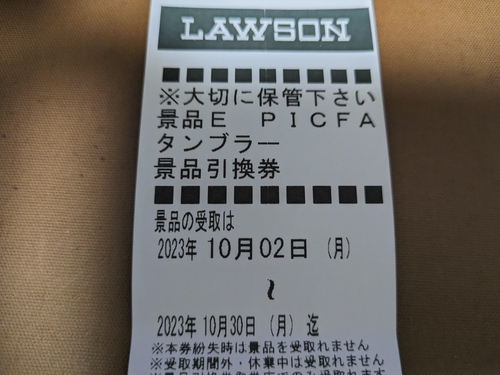 LAWSON
■■■■■■■■■
※大切に保管下さい
景品E PICFA
タンブラー
景品引換券
■■■■■■■■■■
景品の受取は
2023年 10月02日 (月)
~
2023年 10月30日 (月) 迄
※本券紛失時は景品を受取れません
※受取期間外・休業中は受取れません